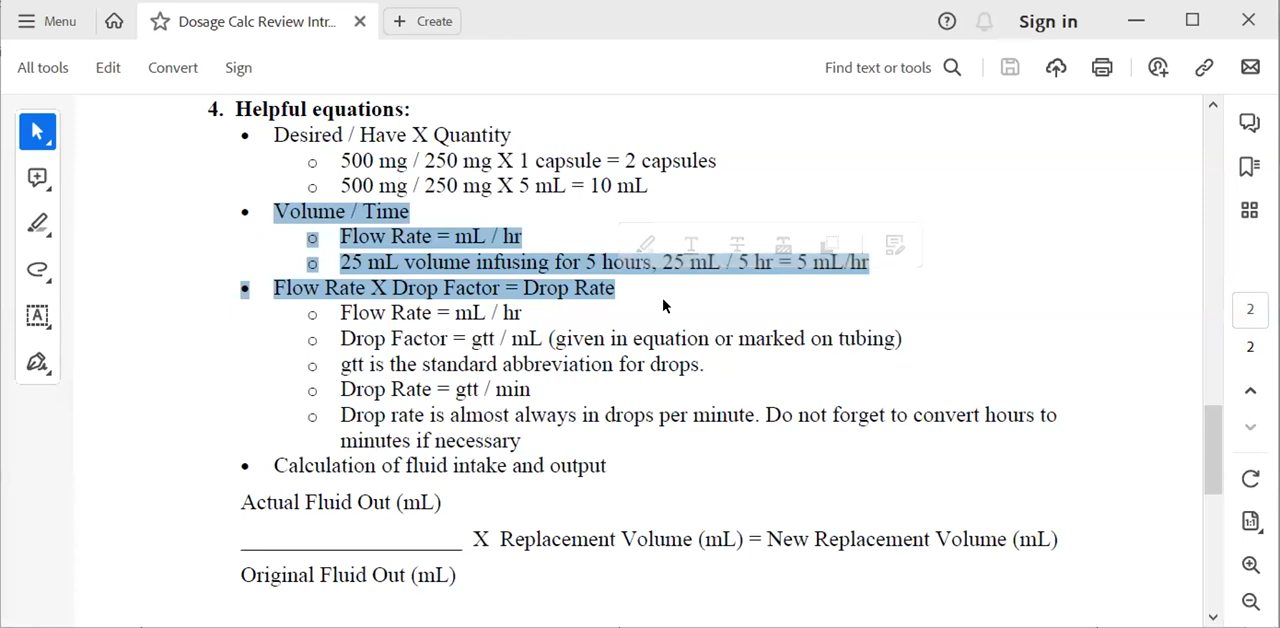 Menu
Dosage Calc Review Intr...
Create
Sign in
All tools
Edit
Convert
Sign
Find text or tools
4. Helpful equations:
• Desired / Have X Quantity
o 500 mg / 250 mg X 1 capsule = 2 capsules
o 500 mg / 250 mg X 5 mL = 10 mL
• Volume / Time
o Flow Rate = mL / hr
o 25 mL volume infusing for 5 hours, 25 mL / 5 hr = 5 mL/hr
• Flow Rate X Drop Factor = Drop Rate
o Flow Rate = mL / hr
o Drop Factor = gtt / mL (given in equation or marked on tubing)
o gtt is the standard abbreviation for drops.
o Drop Rate = gtt / min
o Drop rate is almost always in drops per minute. Do not forget to convert hours to
minutes if necessary
• Calculation of fluid intake and output
Actual Fluid Out (mL)
____________________ X Replacement Volume (mL) = New Replacement Volume (mL)
Original Fluid Out (mL)
2
2